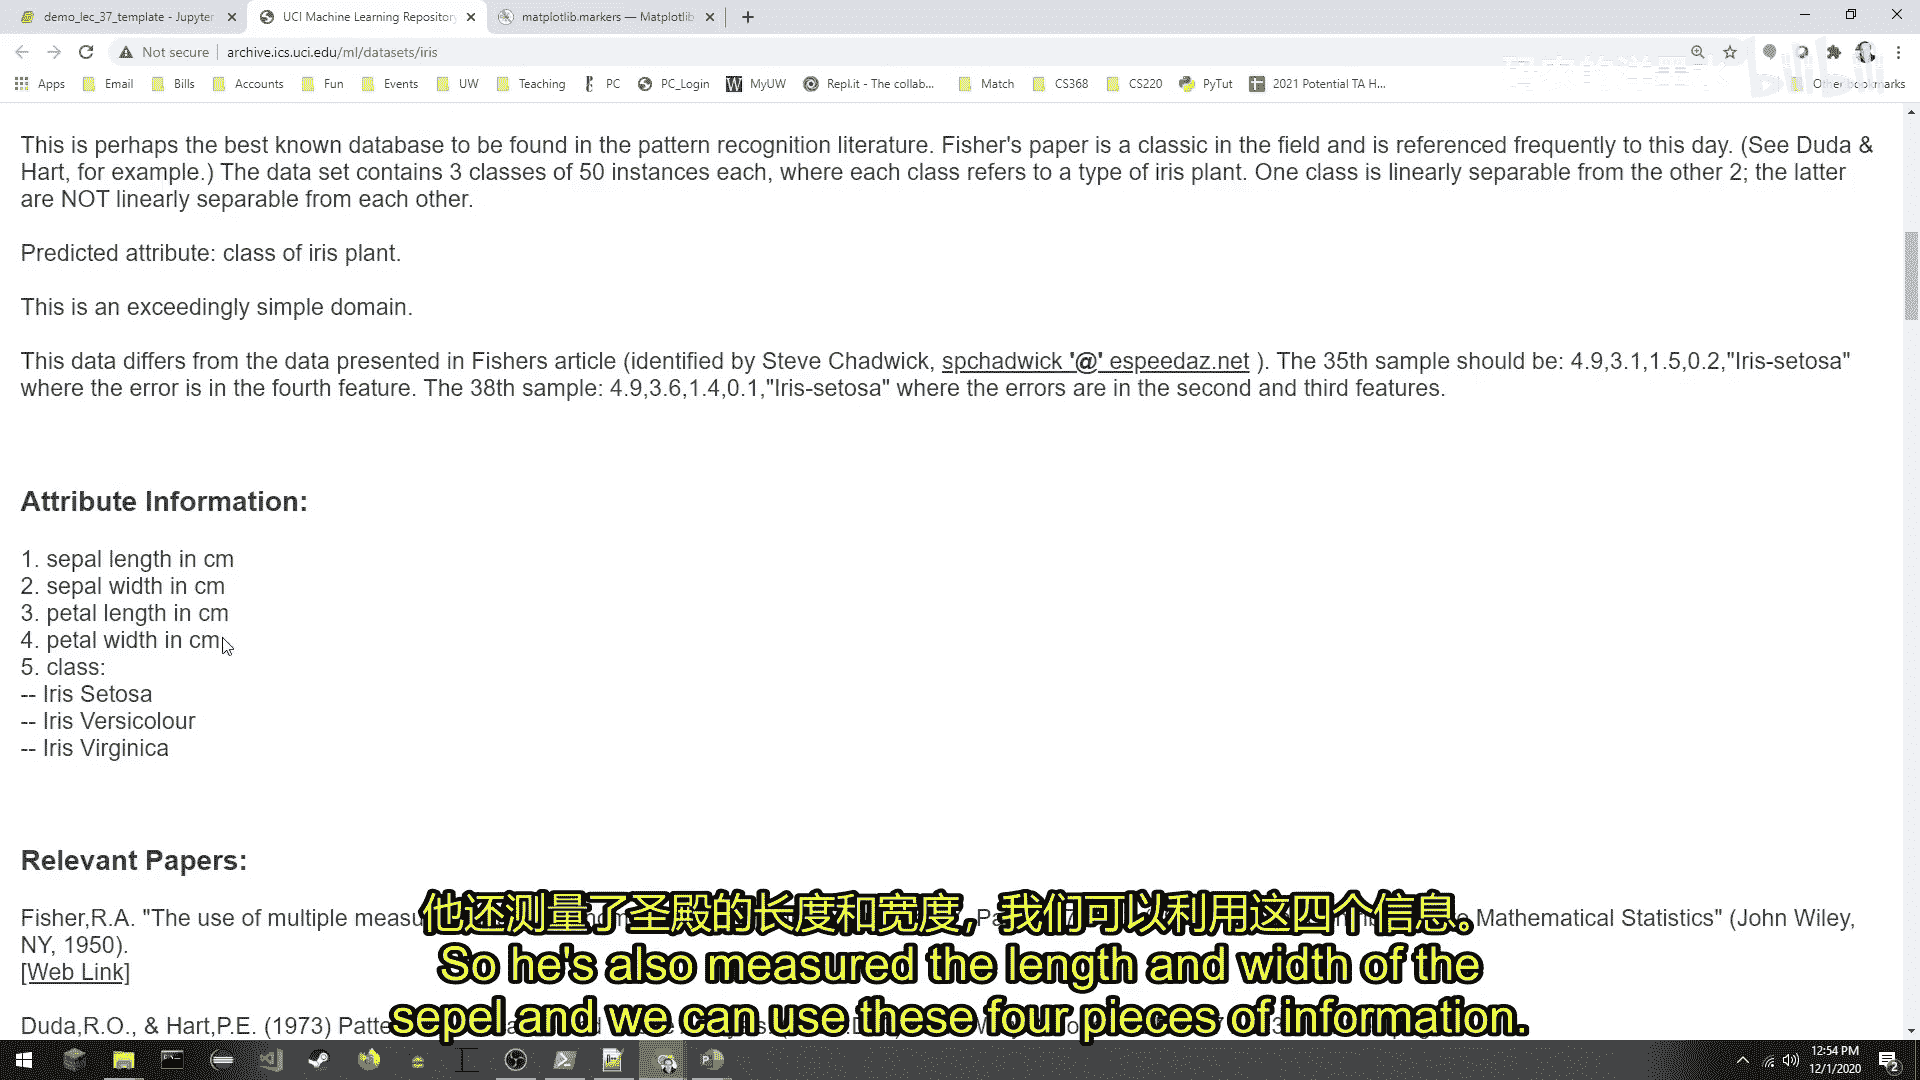 demo_lec_37_template - Jupyter
UCI Machine Learning Repository
matplotlib.markers — Matplotlib
Not secure
archive.ics.uci.edu/ml/datasets/iris
Apps Email Bills Accounts Fun Events UW Teaching PC PC_Login MyUW Repl.it - The collab... Match CS368 CS220 PyTut 2021 Potential TA H... Other bookmarks
This is perhaps the best known database to be found in the pattern recognition literature. Fisher's paper is a classic in the field and is referenced frequently to this day. (See Duda &
Hart, for example.) The data set contains 3 classes of 50 instances each, where each class refers to a type of iris plant. One class is linearly separable from the other 2; the latter
are NOT linearly separable from each other.
Predicted attribute: class of iris plant.
This is an exceedingly simple domain.
This data differs from the data presented in Fishers article (identified by Steve Chadwick, spchadwick '@' espeedaz.net ). The 35th sample should be: 4.9,3.1,1.5,0.2,"Iris-setosa"
where the error is in the fourth feature. The 38th sample: 4.9,3.6,1.4,0.1,"Iris-setosa" where the errors are in the second and third features.
Attribute Information:
1. sepal length in cm
2. sepal width in cm
3. petal length in cm
4. petal width in cm
5. class:
-- Iris Setosa
-- Iris Versicolour
-- Iris Virginica
Relevant Papers:
Fisher,R.A. "The use of multiple Mathematical Statistics" (John Wiley,
NY, 1950).
[Web Link]
Duda,R.O., & Hart,P.E. (1973)
他还测量了圣殿的长度和宽度，我们可以利用这四个信息。
So he's also measured the length and width of the
sepel and we can use these four pieces of information.
12:54 PM
12/1/2020
2